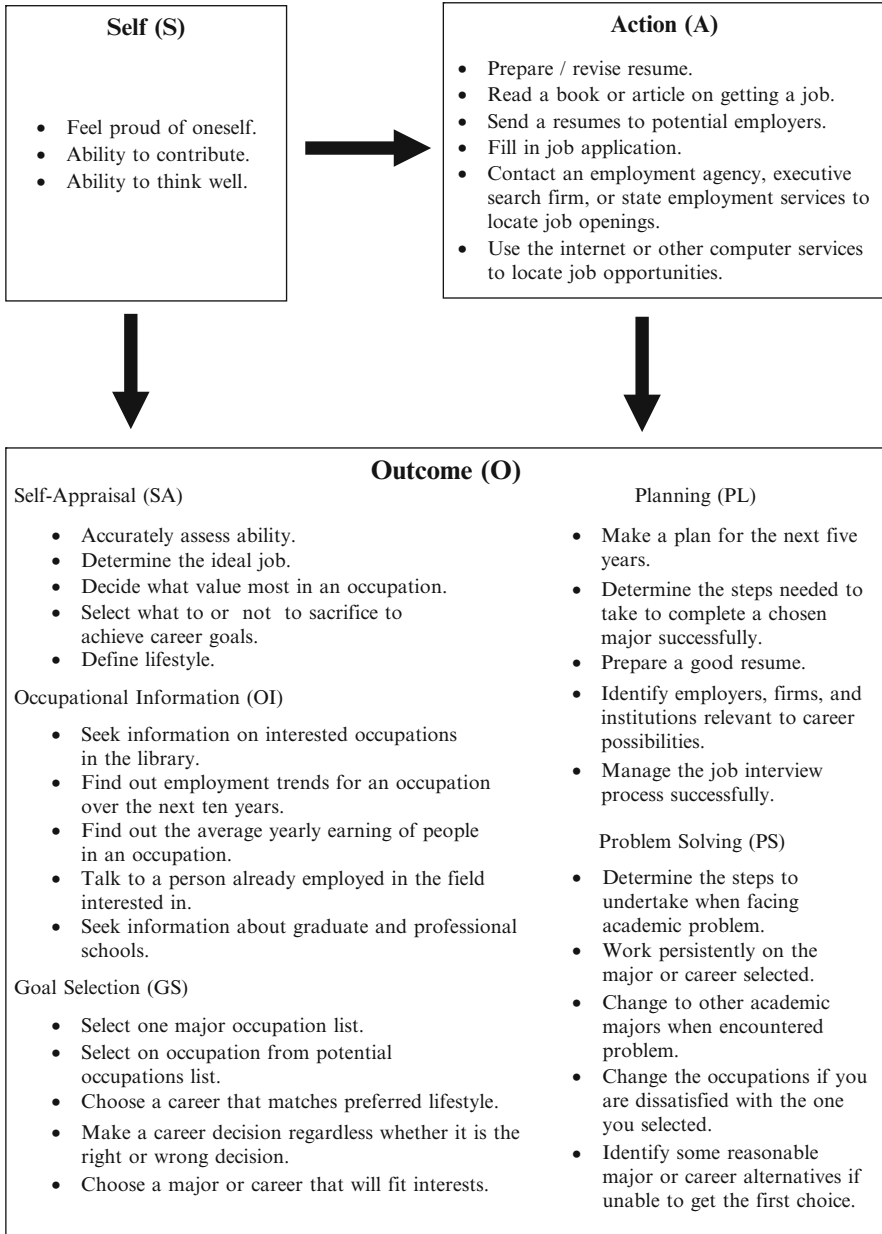 Self (S)
• Feel proud of oneself.
• Ability to contribute.
• Ability to think well.
Action (A)
• Prepare / revise resume.
• Read a book or article on getting a job.
• Send a resumes to potential employers.
• Fill in job application.
• Contact an employment agency, executive
search firm, or state employment services to
locate job openings.
• Use the internet or other computer services
to locate job opportunities.
Outcome (O)
Self-Appraisal (SA)
• Accurately assess ability.
• Determine the ideal job.
• Decide what value most in an occupation.
• Select what to or not to sacrifice to
achieve career goals.
• Define lifestyle.
Occupational Information (OI)
• Seek information on interested occupations
in the library.
• Find out employment trends for an occupation
over the next ten years.
• Find out the average yearly earning of people
in an occupation.
• Talk to a person already employed in the field
interested in.
• Seek information about graduate and professional
schools.
Goal Selection (GS)
• Select one major occupation list.
• Select on occupation from potential
occupations list.
• Choose a career that matches preferred lifestyle.
• Make a career decision regardless whether it is the
right or wrong decision.
• Choose a major or career that will fit interests.
Planning (PL)
• Make a plan for the next five
years.
• Determine the steps needed to
take to complete a chosen
major successfully.
• Prepare a good resume.
• Identify employers, firms, and
institutions relevant to career
possibilities.
• Manage the job interview
process successfully.
Problem Solving (PS)
• Determine the steps to
undertake when facing
academic problem.
• Work persistently on the
major or career selected.
• Change to other academic
majors when encountered
problem.
• Change the occupations if you
are dissatisfied with the one
you selected.
• Identify some reasonable
major or career alternatives if
unable to get the first choice.